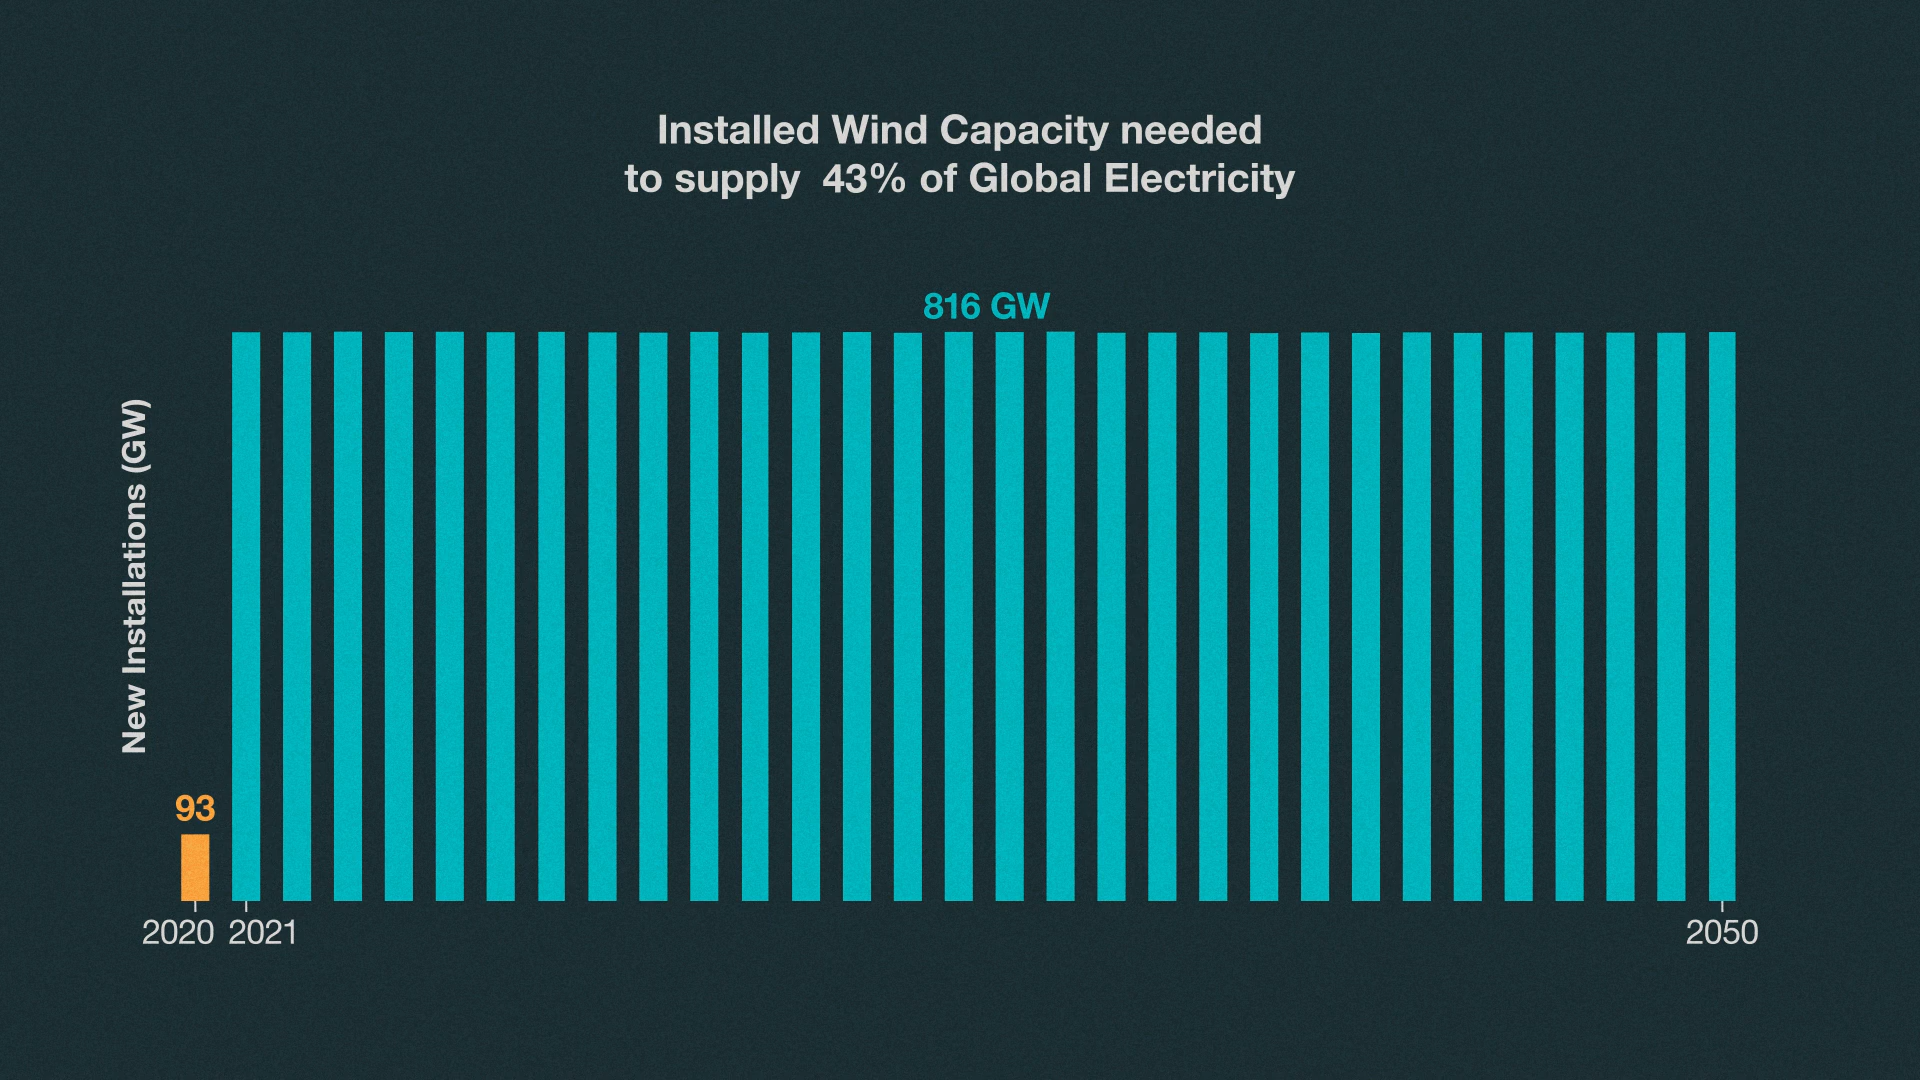 Installed Wind Capacity needed
to supply  43% of Global Electricity
816 GW
New Installations (GW)
93
2020 2021 2050